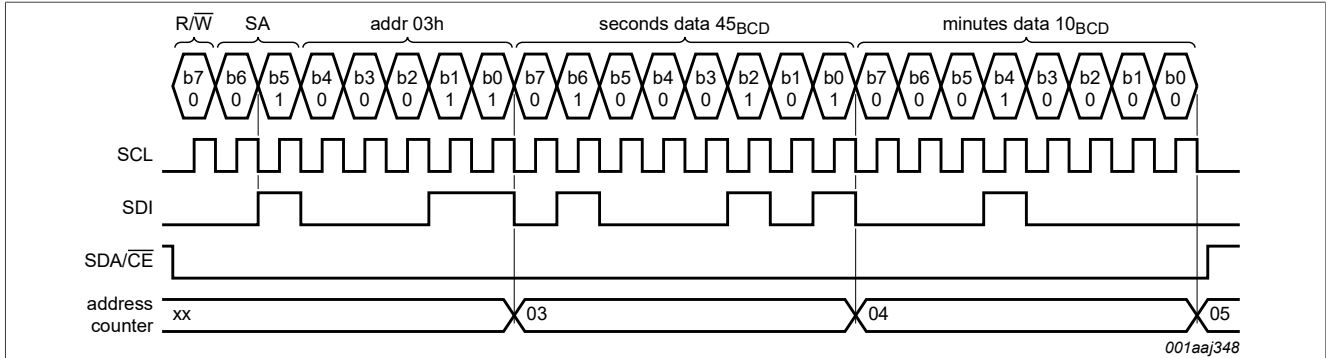 R/W SA addr 03h seconds data 45BCD minutes data 10BCD
b7 b6 b5 b4 b3 b2 b1 b0 b7 b6 b5 b4 b3 b2 b1 b0 b7 b6 b5 b4 b3 b2 b1 b0
0 0 1 0 0 0 1 1 0 1 0 0 0 1 0 1 0 0 0 1 0 0 0 0
SCL
SDI
SDA/CE
address
counter
xx 03 04 05
001aaj348